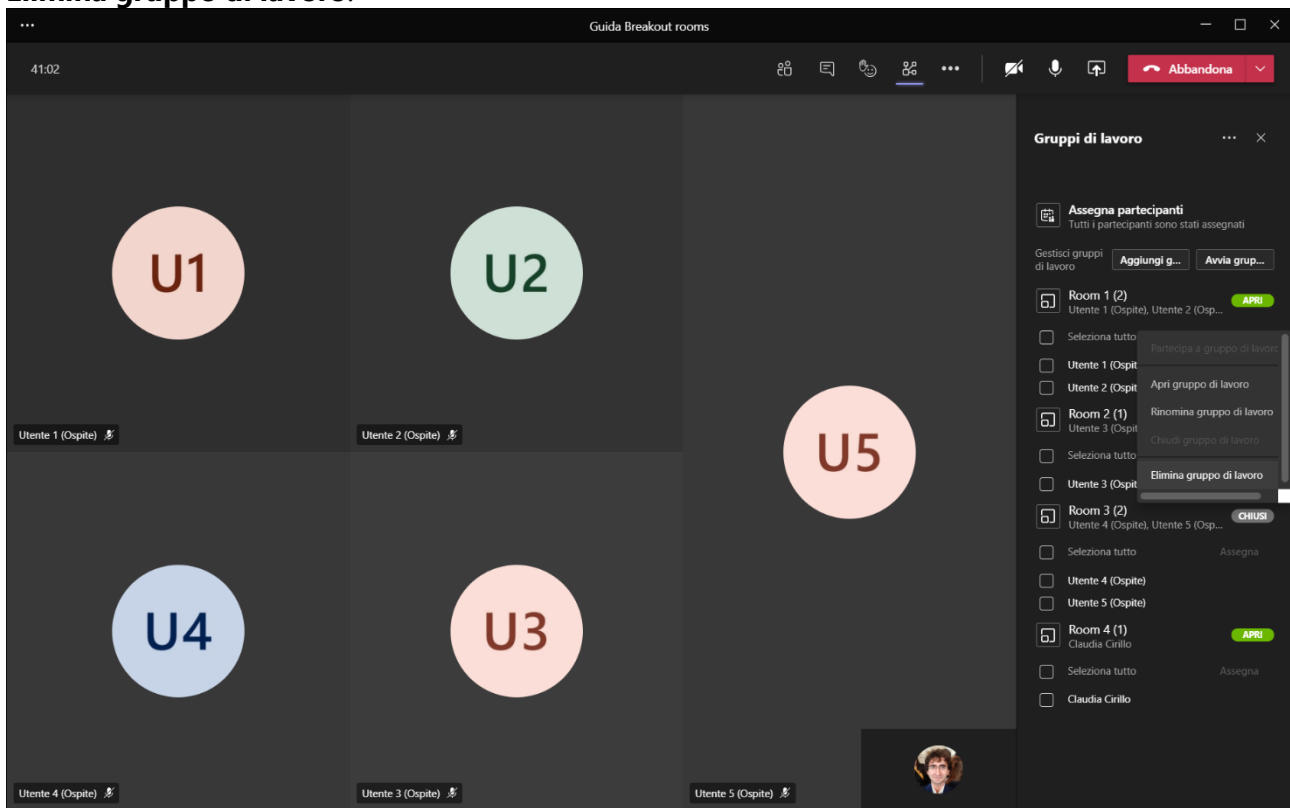 Elimina gruppo di lavoro.
Guida Breakout rooms
41:02
Abbandona
U1
Utente 1 (Ospite)
U2
Utente 2 (Ospite)
U5
Utente 5 (Ospite)
U4
Utente 4 (Ospite)
U3
Utente 3 (Ospite)
Gruppi di lavoro
Assegna partecipanti
Tutti i partecipanti sono stati assegnati
Gestisci gruppi
di lavoro
Aggiungi g...
Avvia grup...
Room 1 (2)
Utente 1 (Ospite), Utente 2 (Osp...
APRI
Seleziona tutto
Utente 1 (Ospit
Utente 2 (Ospit
Room 2 (1)
Utente 3 (Ospit
Seleziona tutto
Utente 3 (Ospit
Partecipa a gruppo di lavoro
Apri gruppo di lavoro
Rinomina gruppo di lavoro
Chiudi gruppo di lavoro
Elimina gruppo di lavoro
Room 3 (2)
Utente 4 (Ospite), Utente 5 (Osp...
CHIUSI
Seleziona tutto Assegna
Utente 4 (Ospite)
Utente 5 (Ospite)
Room 4 (1)
Claudia Cirillo
APRI
Seleziona tutto Assegna
Claudia Cirillo